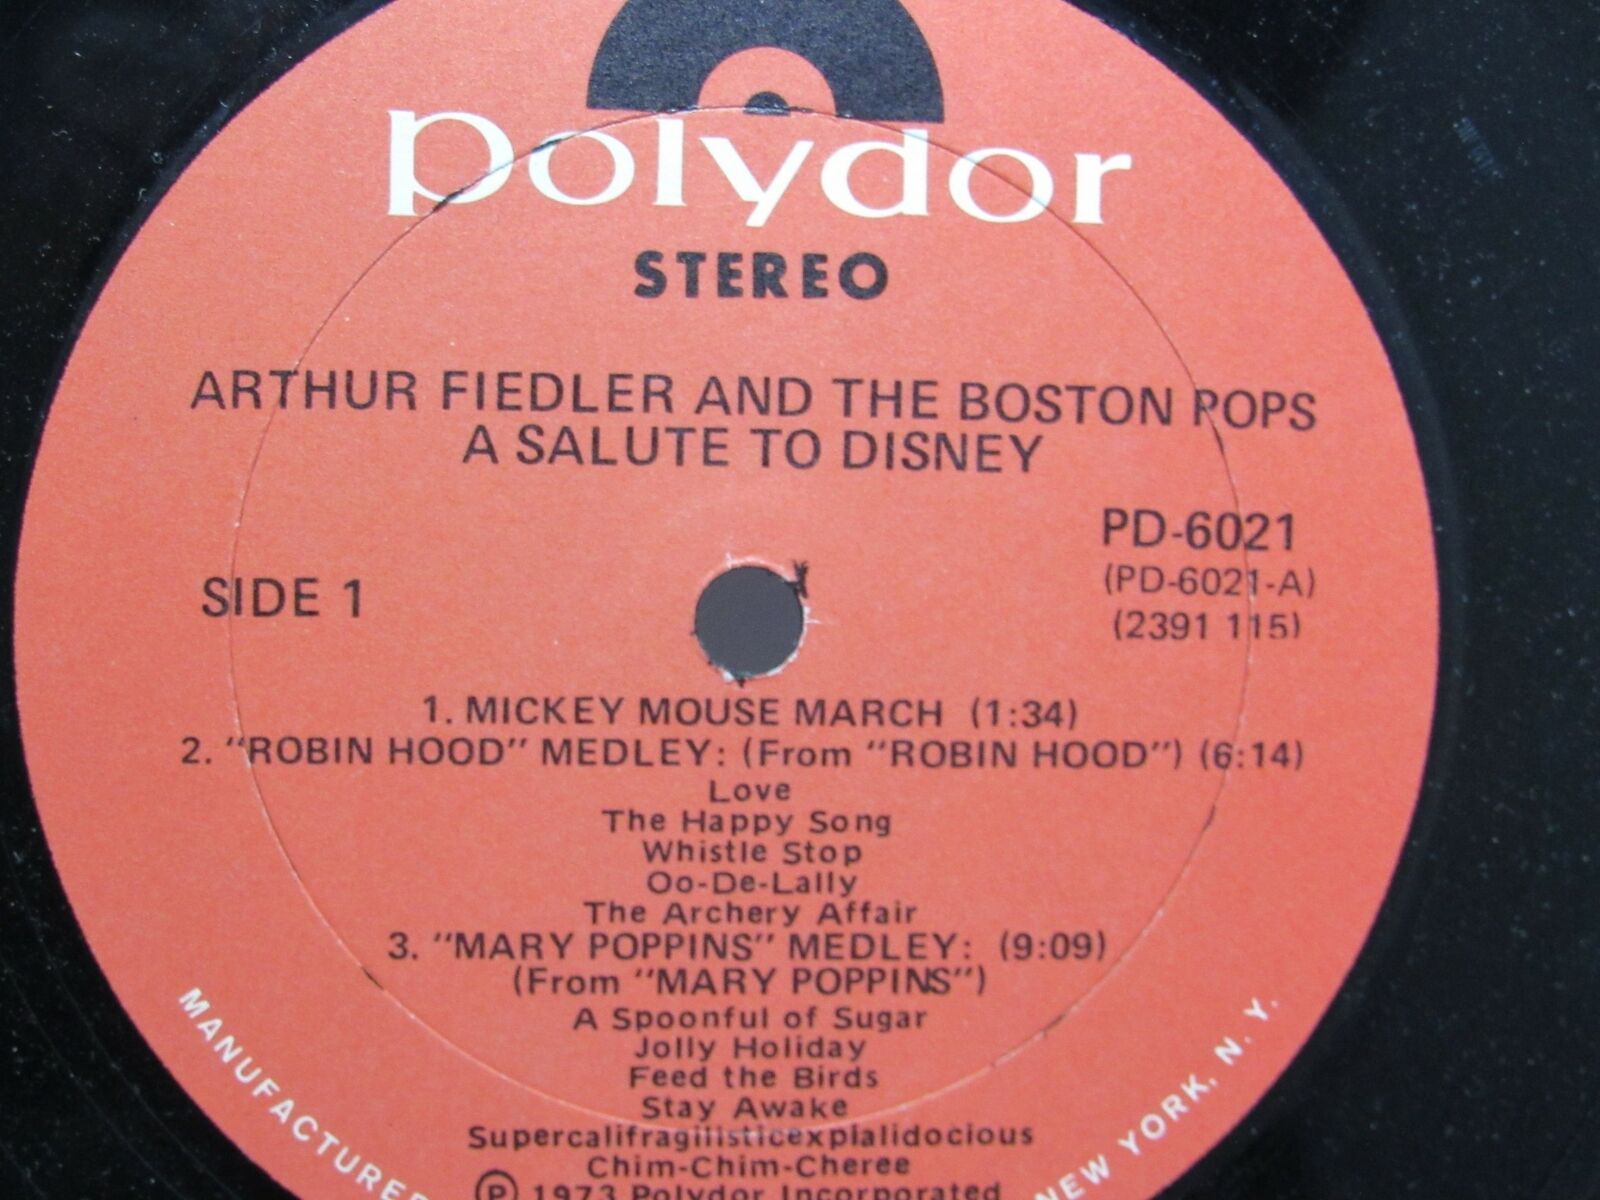 polydor
STEREO
ARTHUR FIEDLER AND THE BOSTON POPS
A SALUTE TO DISNEY
PD-6021
(PD-6021-A)
SIDE 1
(2391 115)
1. MICKEY MOUSE MARCH (1:34)
2. "ROBIN HOOD" MEDLEY: (From "ROBIN HOOD") (6:14)
Love
The Happy Song
Whistle Stop
Oo-De-Lally
The Archery Affair
3. "MARY POPPINS" MEDLEY: (9:09)
(From "MARY POPPINS")
A Spoonful of Sugar
Jolly Holiday
Feed the Birds
Stay Awake
Supercalifragilisticexplalidocious
Chim-Chim-Cheree
Ⓟ 1973 Polydor Incorporated
MANUFACTURED
NEW YORK, N. Y.